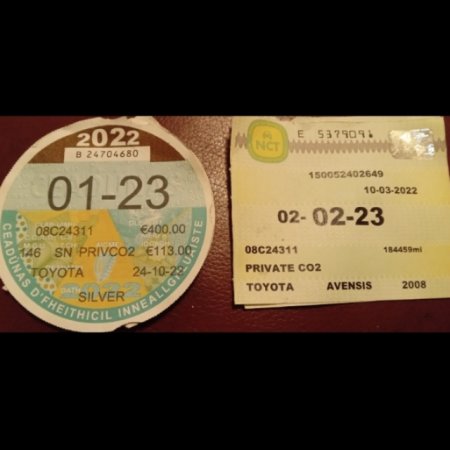 2022
B 24704680
01-23
08C24311 €400.00
146 SN PRIVCO2 €113.00
TOYOTA 24-10-22
SILVER
2022
CEADÚNAS D'FHEITHICIL INNEALLGHLUAISTE
NCT
E 5379091
150052402649
10-03-2022
02- 02-23
08C24311 184459mi
PRIVATE CO2
TOYOTA AVENSIS 2008